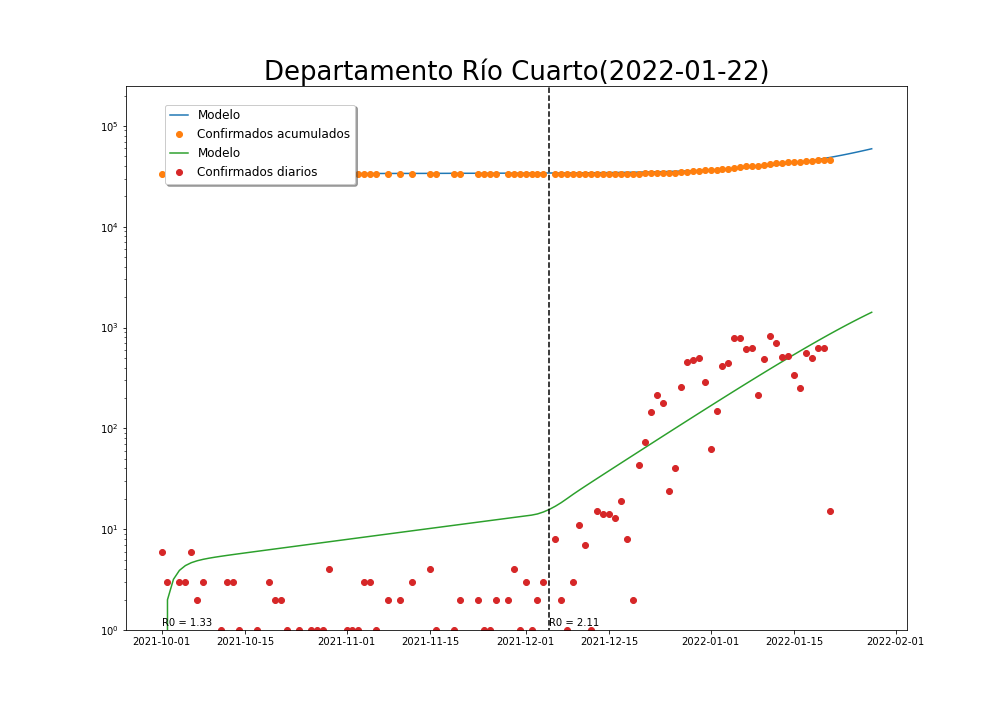 Departamento Río Cuarto(2022-01-22)
Modelo
Confirmados acumulados
Modelo
Confirmados diarios
10⁵
10⁴
10³
10²
10¹
10⁰
R0 = 1.33
R0 = 2.11
2021-10-01
2021-10-15
2021-11-01
2021-11-15
2021-12-01
2021-12-15
2022-01-01
2022-01-15
2022-02-01